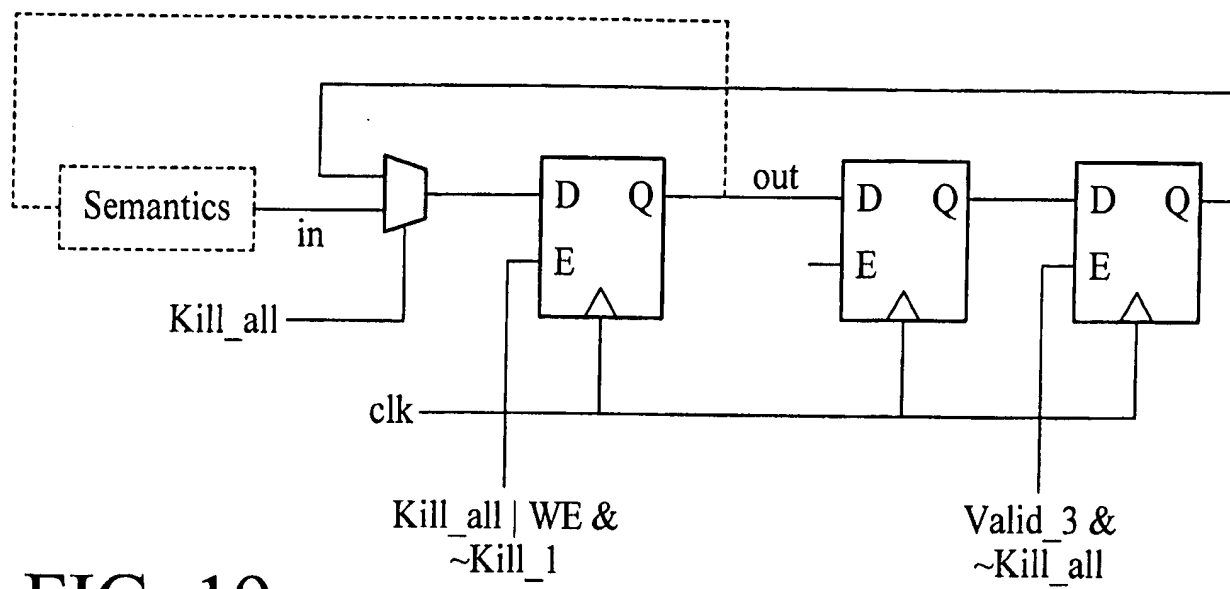 Semantics
in
out
D Q
E
D Q
E
D Q
E
Kill_all
clk
Kill_all | WE &
~Kill_1
Valid_3 &
~Kill_all